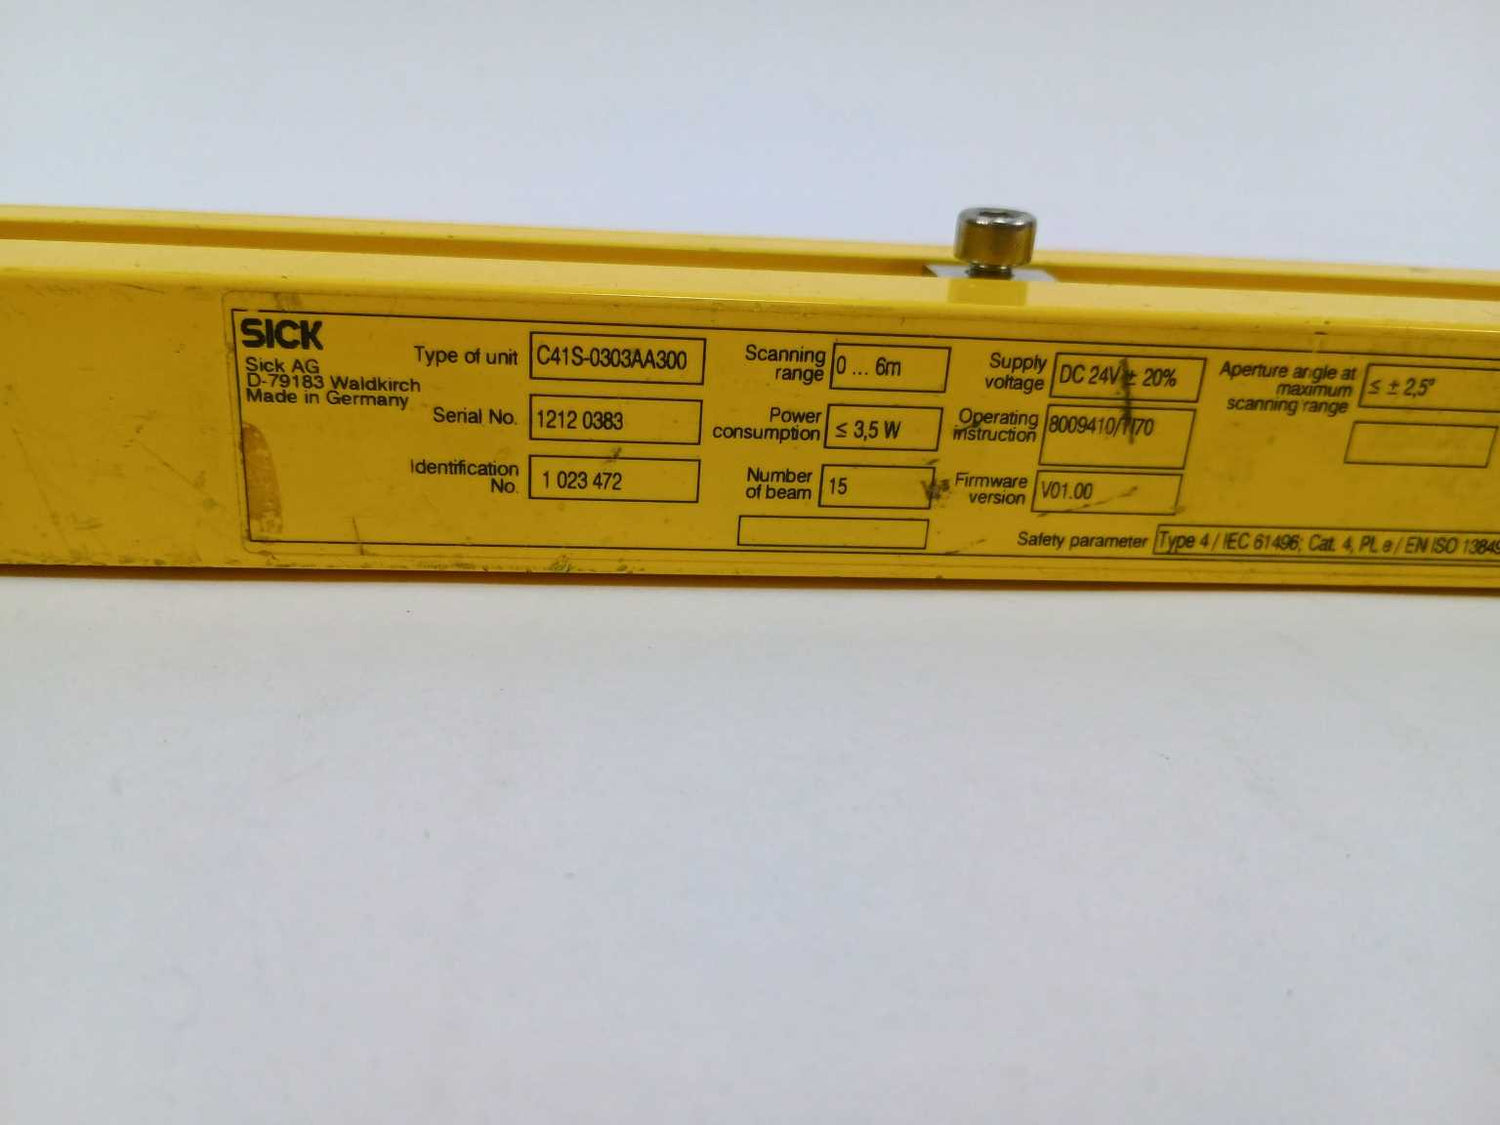 SICK
Sick AG
D-79183 Waldkirch
Made in Germany
Type of unit C41S-0303AA300
Serial No. 1212 0383
Identification
No. 1 023 472
Scanning
range 0 ... 6m
Power
consumption ≤ 3,5 W
Number
of beam 15
Supply
voltage DC 24V ± 20%
Operating
instruction 8009410/
Firmware
version V01.00
Aperture angle at
maximum
scanning range ≤ ± 2,5°
Safety parameter Type 4 / IEC 61496; Cat. 4, PL e / EN ISO 13849